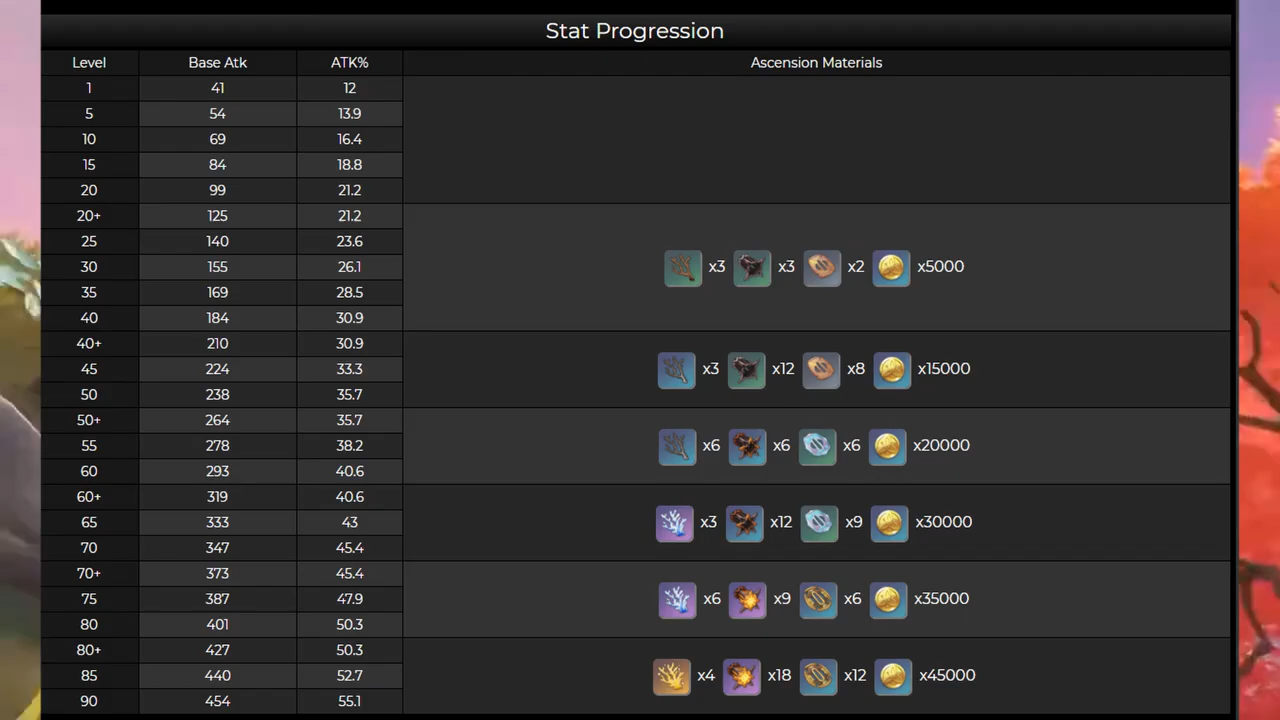 Stat Progression
Level Base Atk ATK% Ascension Materials
1 41 12
5 54 13.9
10 69 16.4
15 84 18.8
20 99 21.2
20+ 125 21.2
25 140 23.6
30 155 26.1 x3 x3 x2 x5000
35 169 28.5
40 184 30.9
40+ 210 30.9
45 224 33.3 x3 x12 x8 x15000
50 238 35.7
50+ 264 35.7
55 278 38.2 x6 x6 x6 x20000
60 293 40.6
60+ 319 40.6
65 333 43 x3 x12 x9 x30000
70 347 45.4
70+ 373 45.4
75 387 47.9 x6 x9 x6 x35000
80 401 50.3
80+ 427 50.3
85 440 52.7 x4 x18 x12 x45000
90 454 55.1